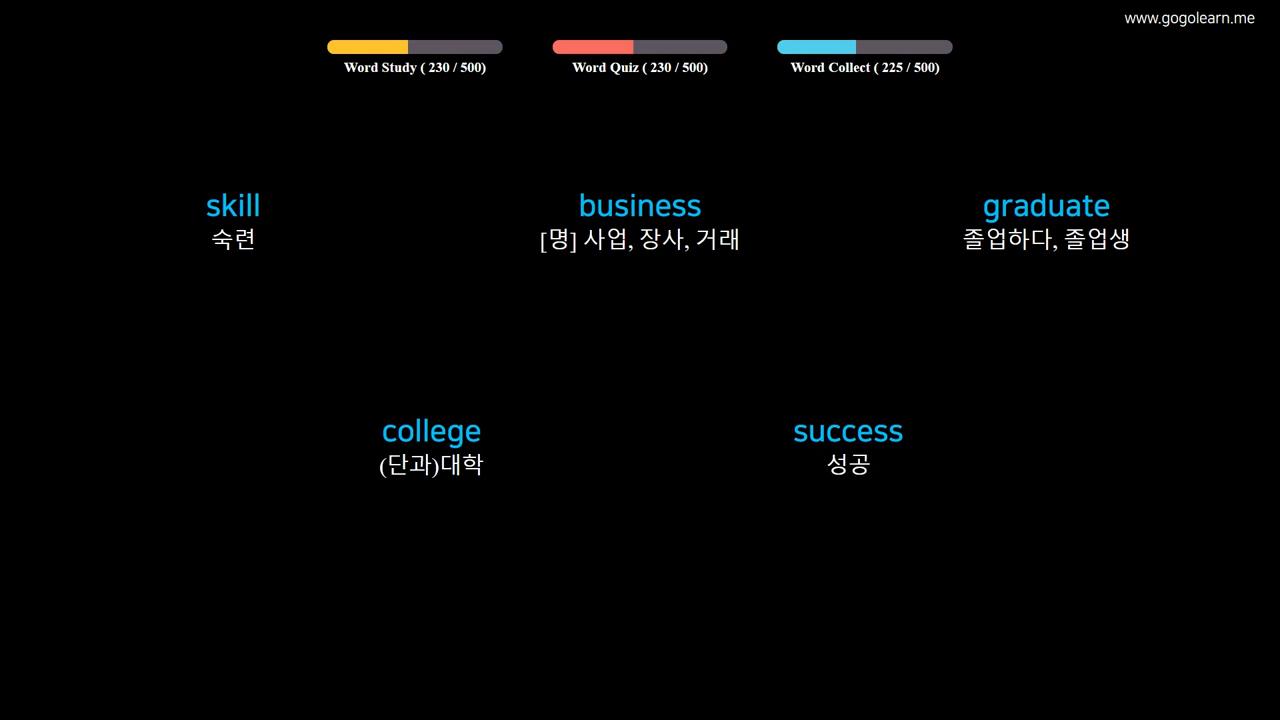 www.gogolearn.me
Word Study ( 230 / 500)
Word Quiz ( 230 / 500)
Word Collect ( 225 / 500)
skill
숙련
business
[명] 사업, 장사, 거래
graduate
졸업하다, 졸업생
college
(단과)대학
success
성공